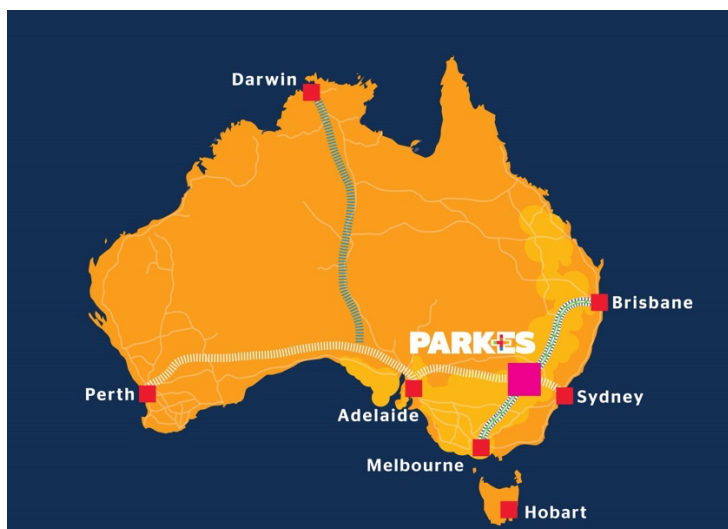 Darwin
Brisbane
PARKES
Perth
Adelaide
Sydney
Melbourne
Hobart